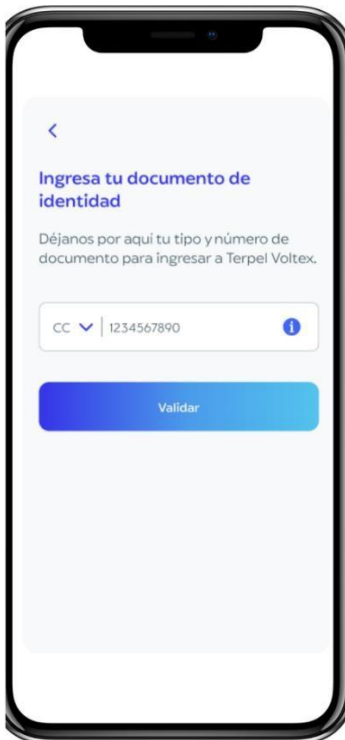 Ingresa tu documento de
identidad
Déjanos por aquí tu tipo y número de
documento para ingresar a Terpel Voltex.
CC 1234567890
Validar